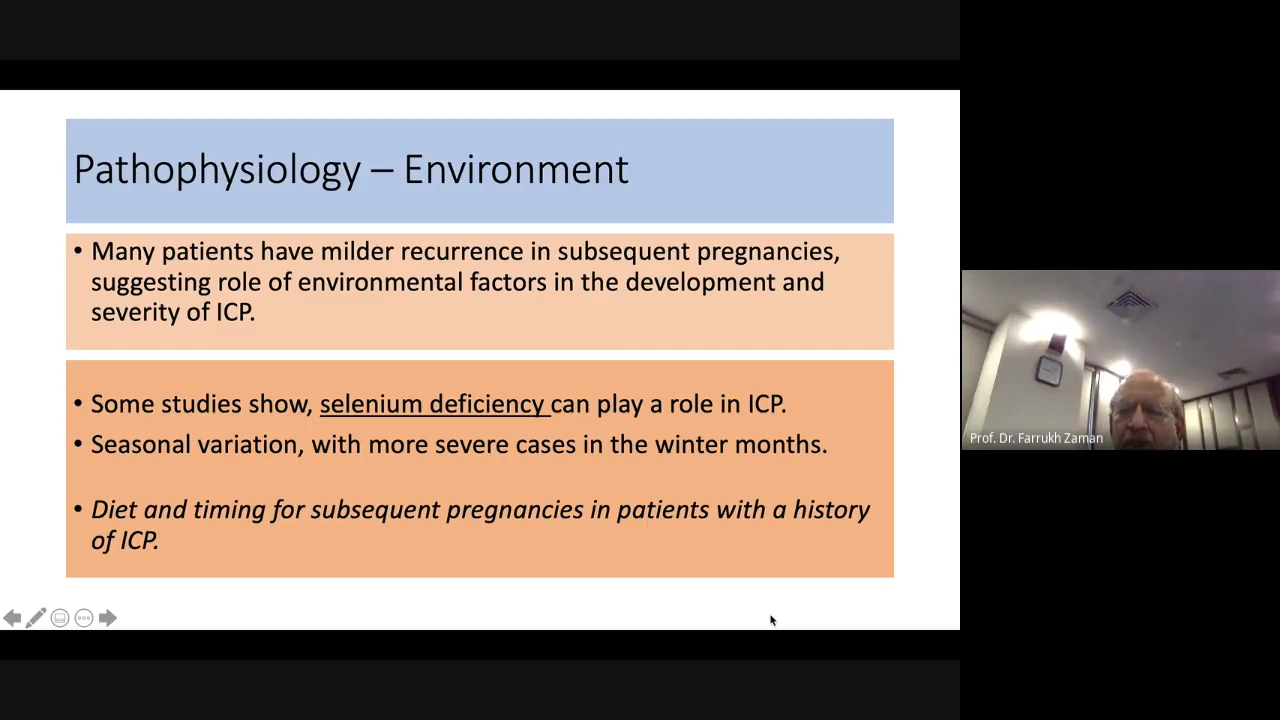 Pathophysiology – Environment
• Many patients have milder recurrence in subsequent pregnancies,
suggesting role of environmental factors in the development and
severity of ICP.
• Some studies show, selenium deficiency can play a role in ICP.
• Seasonal variation, with more severe cases in the winter months.
• Diet and timing for subsequent pregnancies in patients with a history
of ICP.
Prof. Dr. Farrukh Zaman